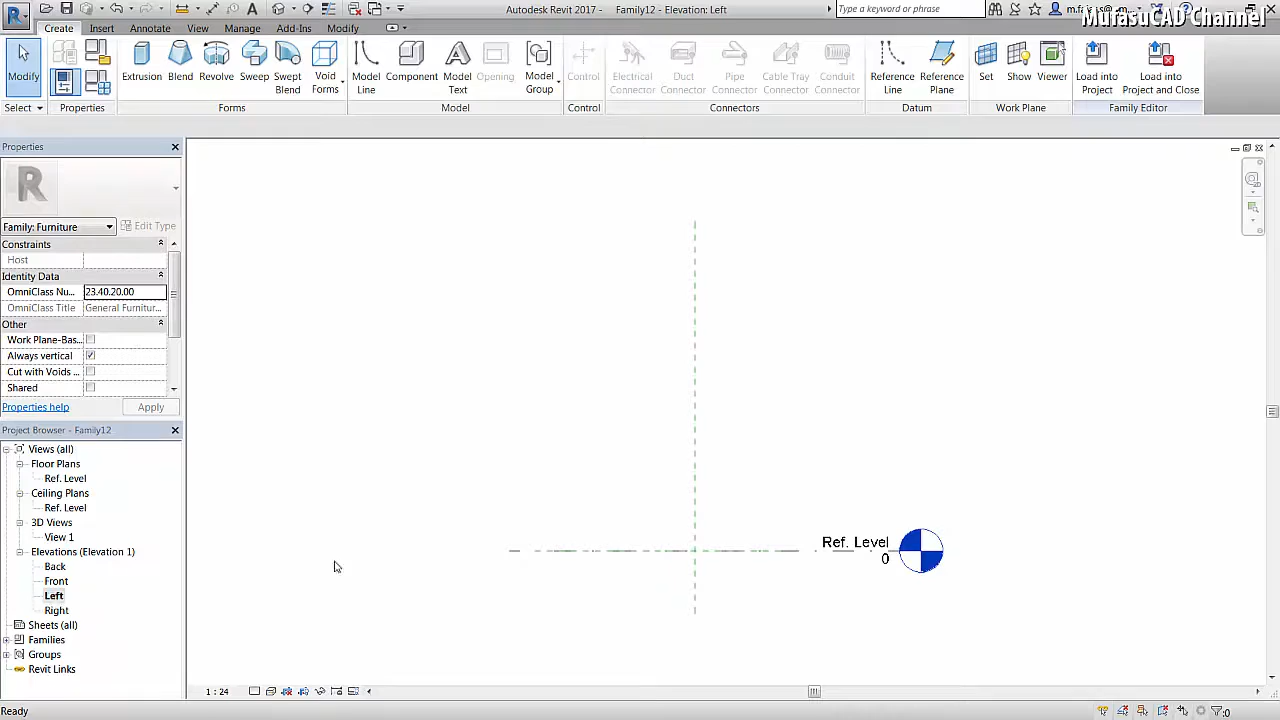 Autodesk Revit 2017 - Family12 - Elevation: Left
Type a keyword or phrase
MufasuCAD Channel
Create Insert Annotate View Manage Add-Ins Modify
Modify
Extrusion Blend Revolve Sweep Swept Blend Void Forms
Model Line Component Model Text Opening Model Group
Control
Electrical Connector Duct Connector Pipe Connector Cable Tray Connector Conduit Connector
Reference Line Reference Plane
Set Show Viewer
Load into Project Load into Project and Close
Select Properties Forms Model Control Connectors Datum Work Plane Family Editor
Properties
R
Family: Furniture Edit Type
Constraints
Host
Identity Data
OmniClass Nu... 23.40.20.00
OmniClass Title General Furnitur...
Other
Work Plane-Bas...
Always vertical
Cut with Voids ...
Shared
Properties help Apply
Project Browser - Family12
Views (all)
Floor Plans
Ref. Level
Ceiling Plans
Ref. Level
3D Views
View 1
Elevations (Elevation 1)
Back
Front
Left
Right
Sheets (all)
Families
Groups
Revit Links
Ref. Level
0
1 : 24
Ready
:0